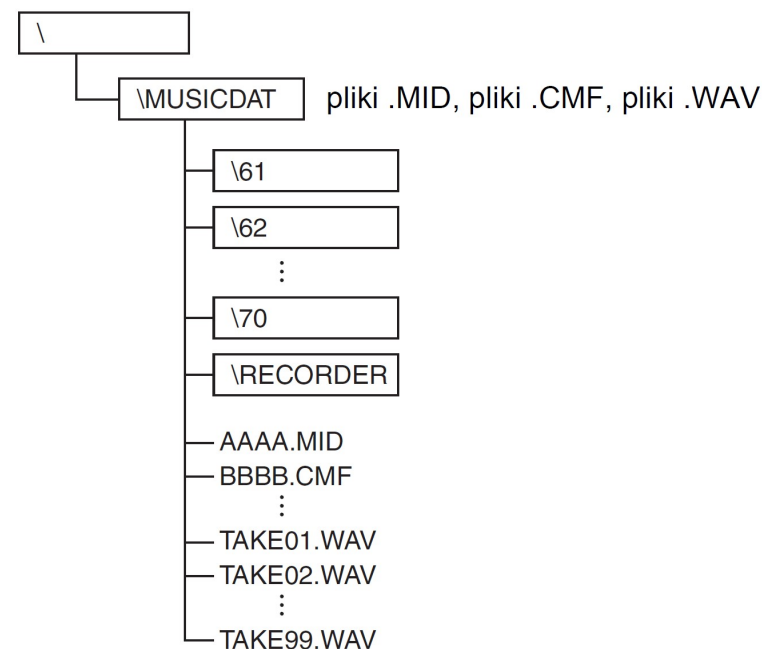 \
\MUSICDAT pliki .MID, pliki .CMF, pliki .WAV
\61
\62
⋮
\70
\RECORDER
AAAA.MID
BBBB.CMF
⋮
TAKE01.WAV
TAKE02.WAV
⋮
TAKE99.WAV